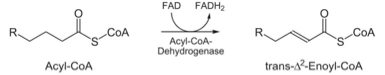 FAD FADH₂
O
R
S
CoA
Acyl-CoA-
Dehydrogenase
O
R
S
CoA
Acyl-CoA
trans-Δ²-Enoyl-CoA